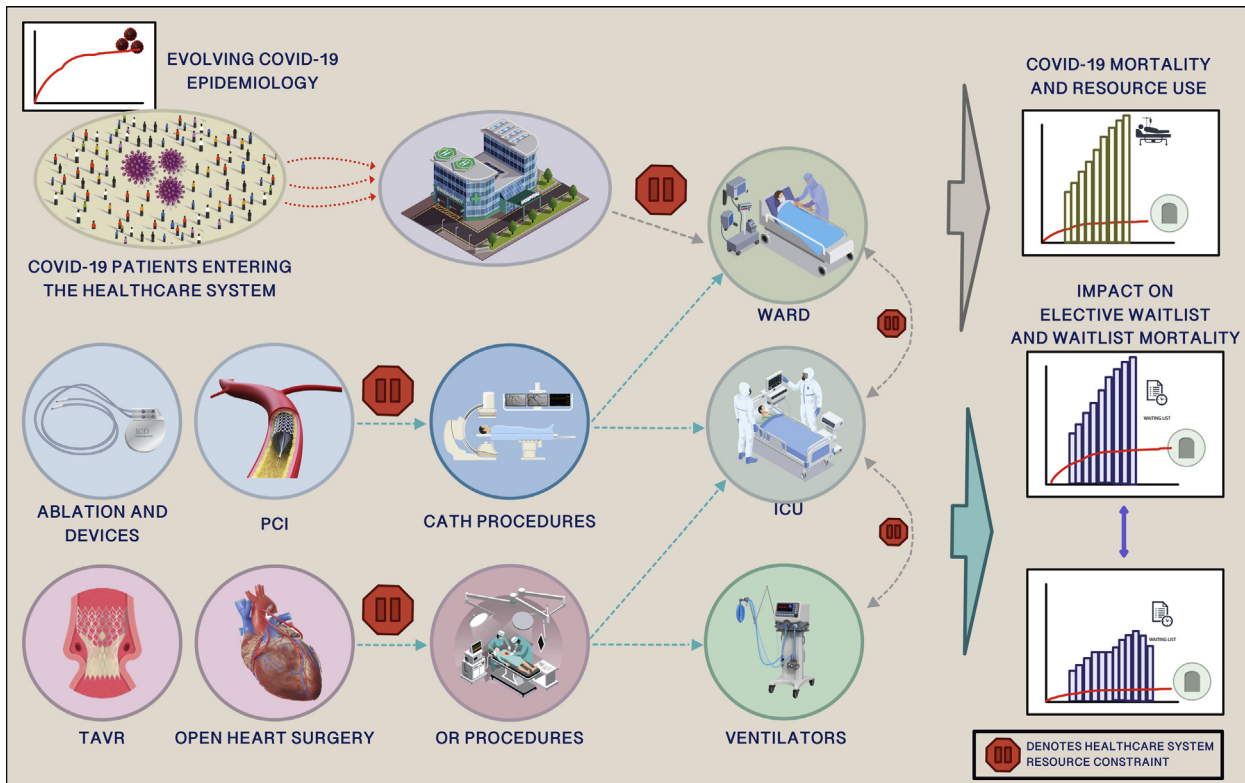 EVOLVING COVID-19
EPIDEMIOLOGY
COVID-19 PATIENTS ENTERING
THE HEALTHCARE SYSTEM
WARD
COVID-19 MORTALITY
AND RESOURCE USE
IMPACT ON
ELECTIVE WAITLIST
AND WAITLIST MORTALITY
WAITING LIST
ICD
ABLATION AND
DEVICES
PCI
CATH PROCEDURES
ICU
WAITING LIST
TAVR
OPEN HEART SURGERY
OR PROCEDURES
VENTILATORS
DENOTES HEALTHCARE SYSTEM
RESOURCE CONSTRAINT